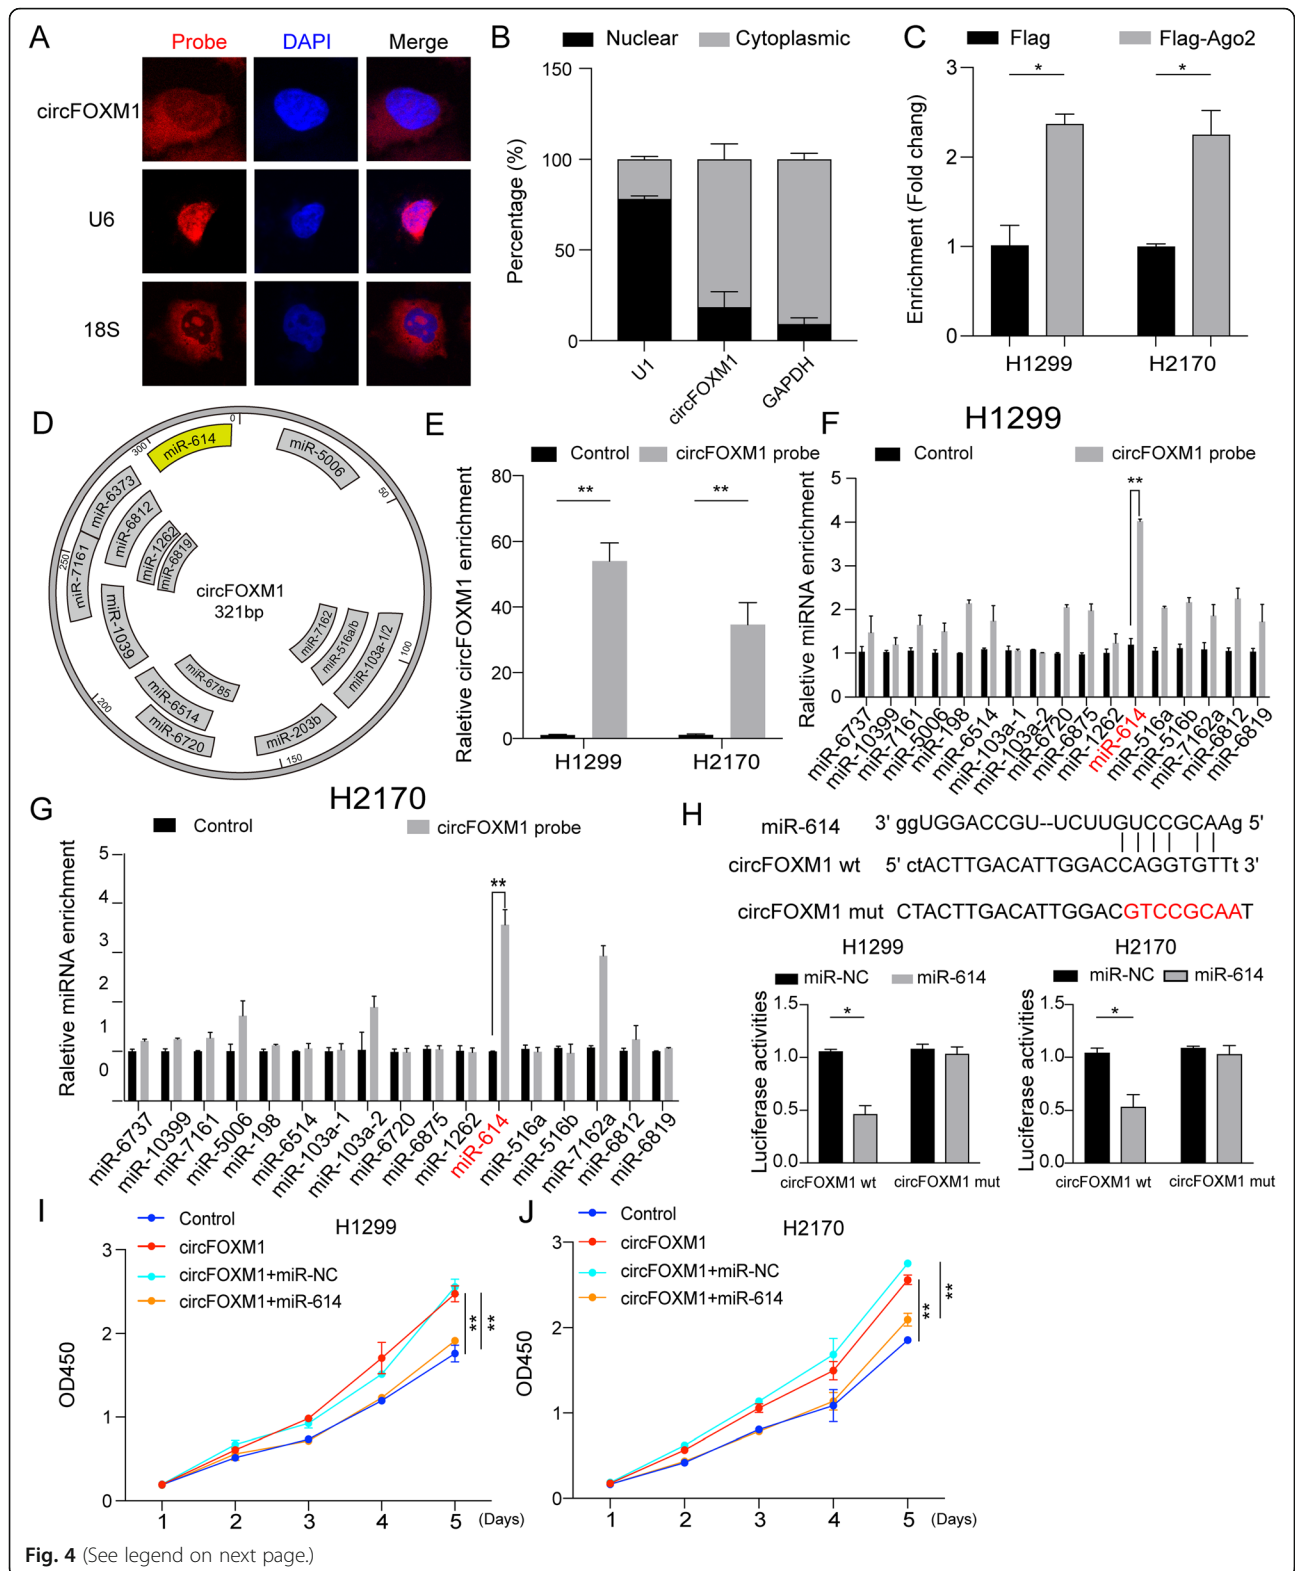 A
Probe
DAPI
Merge
circFOXM1
U6
18S
B
Nuclear
Cytoplasmic
Percentage (%)
150
100
50
0
U1
circFOXM1
GAPDH
C
Flag
Flag-Ago2
Enrichment (Fold chang)
3
2
1
0
*
*
H1299
H2170
D
0
50
100
150
200
250
300
miR-614
miR-5006
miR-6373
miR-6812
miR-1262
miR-6819
miR-7161
miR-1039
circFOXM1
321bp
miR-7162
miR-516a/b
miR-103a-1/2
miR-6785
miR-6514
miR-6720
miR-203b
E
Control
circFOXM1 probe
Raletive circFOXM1 enrichment
80
60
40
20
0
**
**
H1299
H2170
F
H1299
Control
circFOXM1 probe
Raletive miRNA enrichment
5
4
3
2
1
0
**
miR-6737
miR-10399
miR-7161
miR-5006
miR-198
miR-6514
miR-103a-1
miR-103a-2
miR-6720
miR-6875
miR-1262
miR-614
miR-516a
miR-516b
miR-7162a
miR-6812
miR-6819
G
H2170
Control
circFOXM1 probe
Raletive miRNA enrichment
5
4
3
2
1
0
**
miR-6737
miR-10399
miR-7161
miR-5006
miR-198
miR-6514
miR-103a-1
miR-103a-2
miR-6720
miR-6875
miR-1262
miR-614
miR-516a
miR-516b
miR-7162a
miR-6812
miR-6819
H
miR-614 3' ggUGGACCGU--UCUUGUCCGCAAg 5'
circFOXM1 wt 5' ctACTTGACATTGGACCAGGTGTTt 3'
circFOXM1 mut CTACTTGACATTGGACGTCCGCAAT
H1299
miR-NC
miR-614
Luciferase activities
1.5
1.0
0.5
0.0
*
circFOXM1 wt
circFOXM1 mut
H2170
miR-NC
miR-614
Luciferase activities
1.5
1.0
0.5
0.0
*
circFOXM1 wt
circFOXM1 mut
I
H1299
Control
circFOXM1
circFOXM1+miR-NC
circFOXM1+miR-614
OD450
3
2
1
0
**
**
1 2 3 4 5 (Days)
J
H2170
Control
circFOXM1
circFOXM1+miR-NC
circFOXM1+miR-614
OD450
3
2
1
0
**
**
1 2 3 4 5 (Days)
Fig. 4 (See legend on next page.)